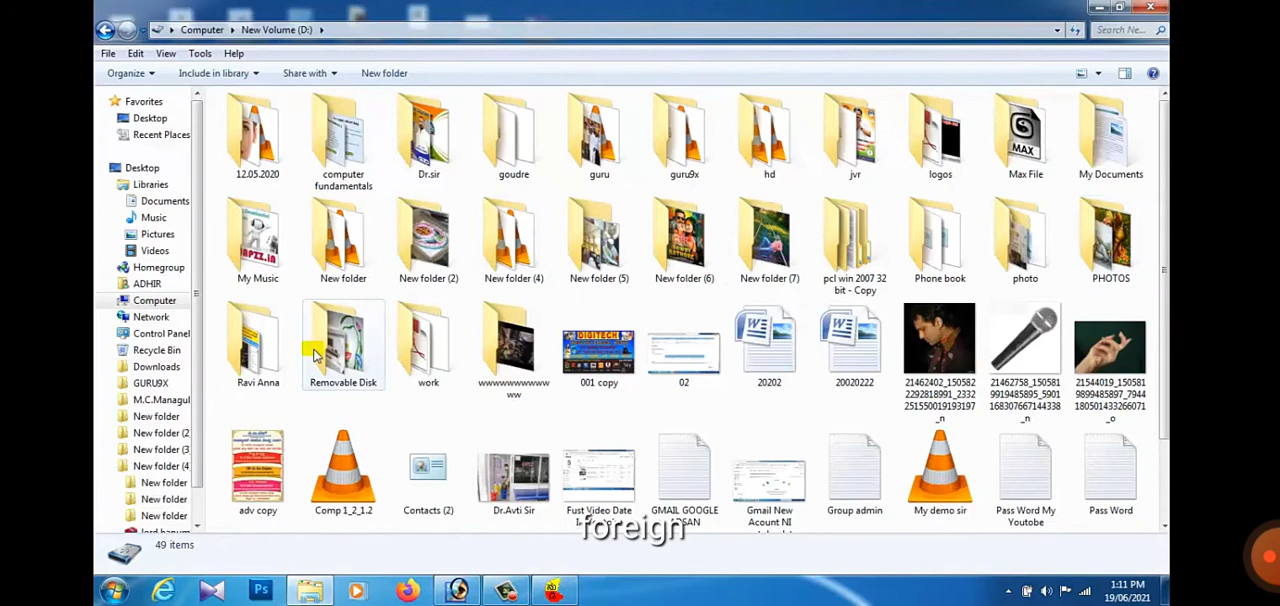 Computer New Volume (D:)
Search Ne...
File Edit View Tools Help
Organize Include in library Share with New folder
Favorites
Desktop
Recent Places
Desktop
Libraries
Documents
Music
Pictures
Videos
Homegroup
ADHIR
Computer
Network
Control Panel
Recycle Bin
Downloads
GURU9X
M.C.Managul
New folder
New folder (2
New folder (3
New folder (4
New folder
New folder
New folder
12.05.2020
computer
fundamentals
Dr.sir
goudre
guru
guru9x
hd
jvr
logos
MAX
Max File
My Documents
My Music
New folder
New folder (2)
New folder (4)
New folder (5)
New folder (6)
New folder (7)
pcl win 2007 32
bit - Copy
Phone book
photo
PHOTOS
Ravi Anna
Removable Disk
work
wwwwwwwwww
ww
DIGITECH
001 copy
02
20202
20200222
21462402_150582
2292818991_2332
251550019193197
_n
21462758_150581
9919485895_5901
168307667144338
_n
21544019_150581
9899485897_7944
180501433266071
_o
adv copy
Comp 1_2_1.2
Contacts (2)
Dr.Avti Sir
Fust Video Date
GMAIL GOOGLE
Gmail New
Acount NI
Group admin
My demo sir
Pass Word My
Youtobe
Pass Word
foreign
49 items
1:11 PM
19/06/2021